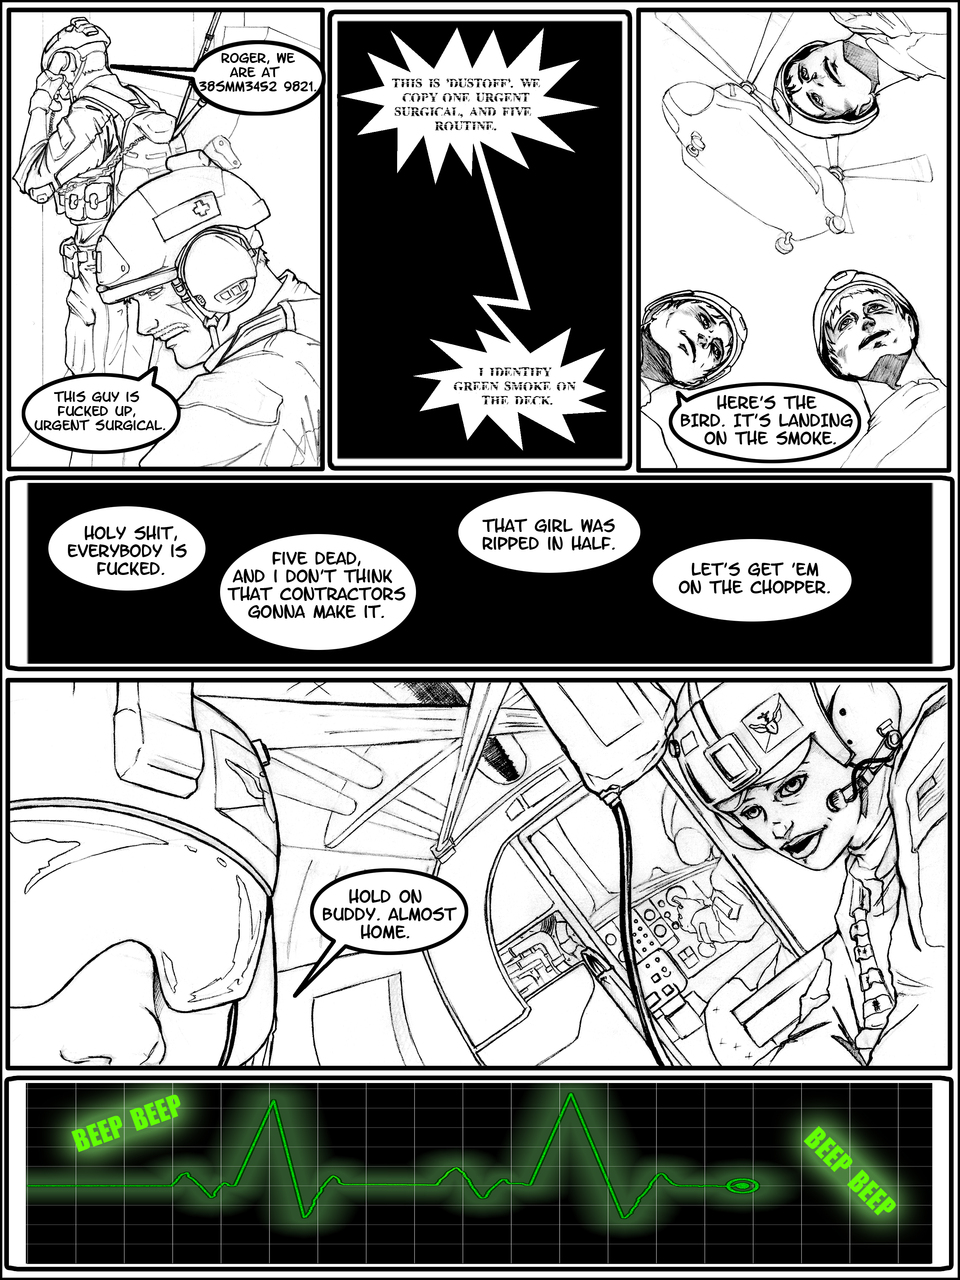 ROGER, WE
ARE AT
38SMM3452 9821.
THIS GUY IS
FUCKED UP,
URGENT SURGICAL.
THIS IS 'DUSTOFF'. WE
COPY ONE URGENT
SURGICAL, AND FIVE
ROUTINE.
I IDENTIFY
GREEN SMOKE ON
THE DECK.
HERE'S THE
BIRD. IT'S LANDING
ON THE SMOKE.
HOLY SHIT,
EVERYBODY IS
FUCKED.
FIVE DEAD,
AND I DON'T THINK
THAT CONTRACTORS
GONNA MAKE IT.
THAT GIRL WAS
RIPPED IN HALF.
LET'S GET 'EM
ON THE CHOPPER.
HOLD ON
BUDDY. ALMOST
HOME.
BEEP BEEP
BEEP BEEP